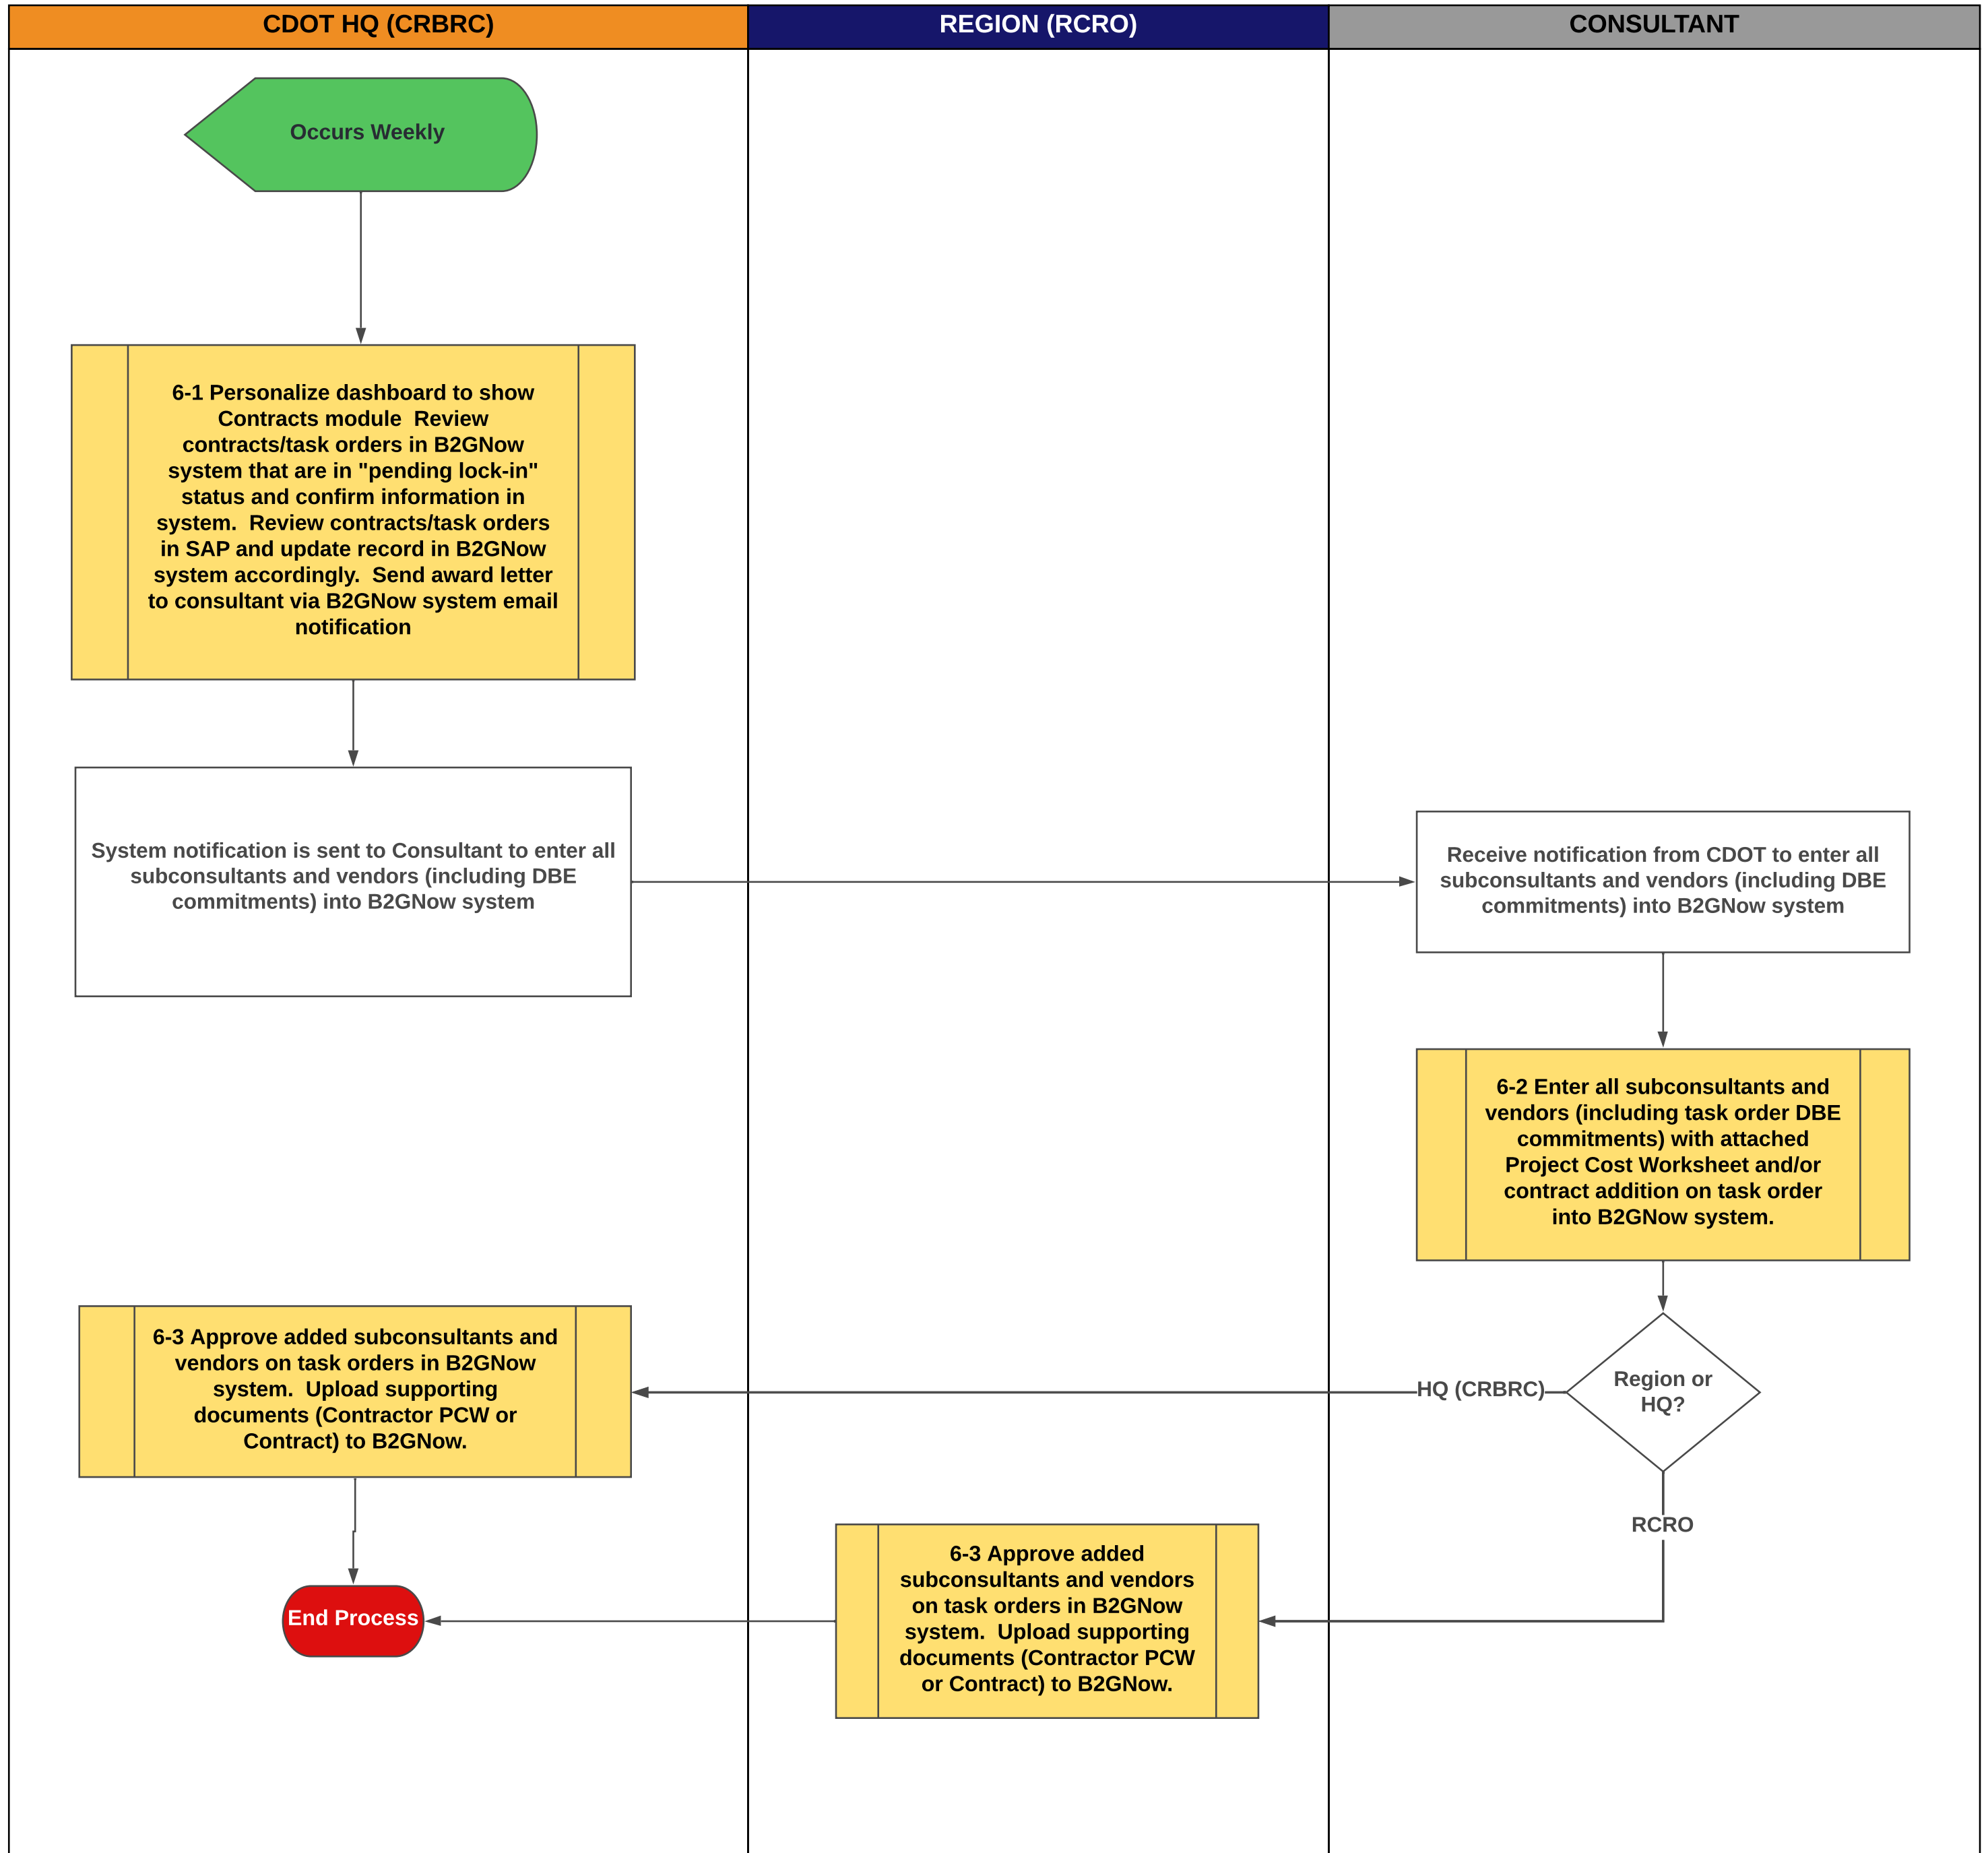 CDOT HQ (CRBRC)
REGION (RCRO)
CONSULTANT
Occurs Weekly
6-1 Personalize dashboard to show
Contracts module  Review
contracts/task orders in B2GNow
system that are in "pending lock-in"
status and confirm information in
system.  Review contracts/task orders
in SAP and update record in B2GNow
system accordingly.  Send award letter
to consultant via B2GNow system email
notification
System notification is sent to Consultant to enter all
subconsultants and vendors (including DBE
commitments) into B2GNow system
Receive notification from CDOT to enter all
subconsultants and vendors (including DBE
commitments) into B2GNow system
6-2 Enter all subconsultants and
vendors (including task order DBE
commitments) with attached
Project Cost Worksheet and/or
contract addition on task order
into B2GNow system.
Region or
HQ?
HQ (CRBRC)
6-3 Approve added subconsultants and
vendors on task orders in B2GNow
system.  Upload supporting
documents (Contractor PCW or
Contract) to B2GNow.
RCRO
6-3 Approve added
subconsultants and vendors
on task orders in B2GNow
system.  Upload supporting
documents (Contractor PCW
or Contract) to B2GNow.
End Process